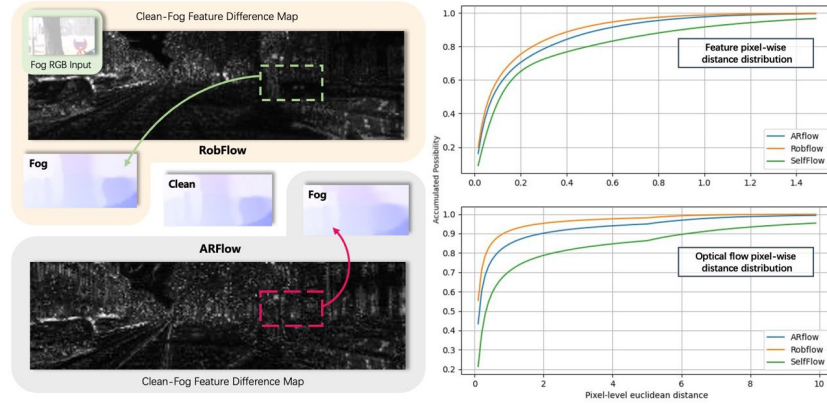 Clean-Fog Feature Difference Map
Fog RGB Input
RobFlow
Fog
Clean
Fog
ARFlow
Clean-Fog Feature Difference Map
Accumulated Possibility
1.0
0.8
0.6
0.4
0.2
Feature pixel-wise
distance distribution
ARflow
Robflow
SelfFlow
0.0 0.2 0.4 0.6 0.8 1.0 1.2 1.4
1.0
0.9
0.8
0.7
0.6
0.5
0.4
0.3
0.2
Optical flow pixel-wise
distance distribution
ARflow
Robflow
SelfFlow
0 2 4 6 8 10
Pixel-level euclidean distance